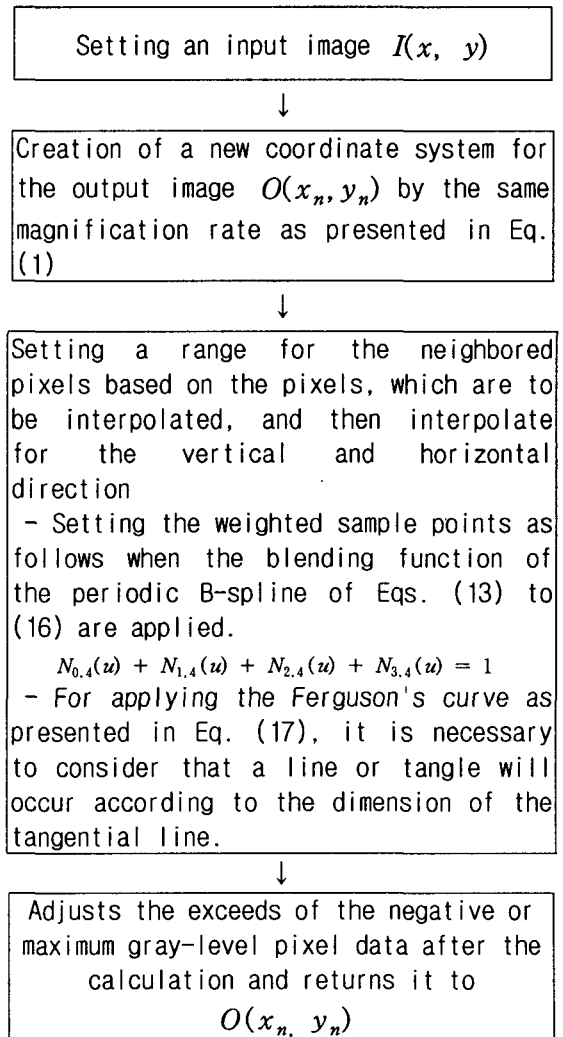 Setting an input image I(x, y)
↓
Creation of a new coordinate system for
the output image O(xₙ, yₙ) by the same
magnification rate as presented in Eq.
(1)
↓
Setting a range for the neighbored
pixels based on the pixels, which are to
be interpolated, and then interpolate
for the vertical and horizontal
direction
- Setting the weighted sample points as
follows when the blending function of
the periodic B-spline of Eqs. (13) to
(16) are applied.
N₀.₄(u) + N₁.₄(u) + N₂.₄(u) + N₃.₄(u) = 1
- For applying the Ferguson's curve as
presented in Eq. (17), it is necessary
to consider that a line or tangle will
occur according to the dimension of the
tangential line.
↓
Adjusts the exceeds of the negative or
maximum gray-level pixel data after the
calculation and returns it to
O(xₙ, yₙ)